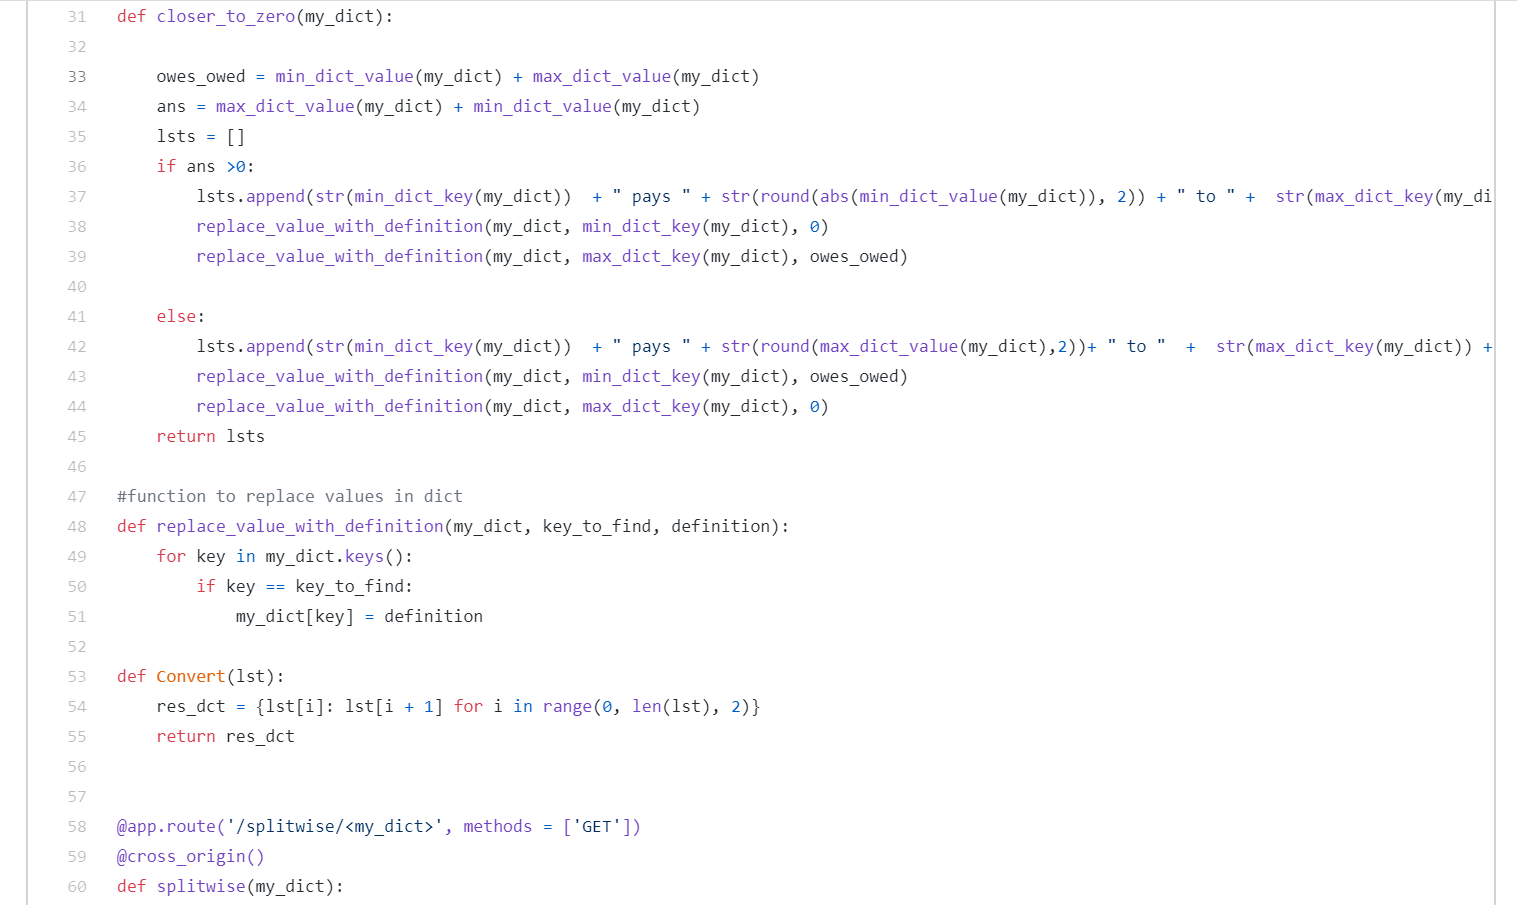 31 def closer_to_zero(my_dict):
32
33     owes_owed = min_dict_value(my_dict) + max_dict_value(my_dict)
34     ans = max_dict_value(my_dict) + min_dict_value(my_dict)
35     lsts = []
36     if ans >0:
37         lsts.append(str(min_dict_key(my_dict))  + " pays " + str(round(abs(min_dict_value(my_dict)), 2)) + " to " +  str(max_dict_key(my_di
38         replace_value_with_definition(my_dict, min_dict_key(my_dict), 0)
39         replace_value_with_definition(my_dict, max_dict_key(my_dict), owes_owed)
40
41     else:
42         lsts.append(str(min_dict_key(my_dict))  + " pays " + str(round(max_dict_value(my_dict),2))+ " to "  +  str(max_dict_key(my_dict)) +
43         replace_value_with_definition(my_dict, min_dict_key(my_dict), owes_owed)
44         replace_value_with_definition(my_dict, max_dict_key(my_dict), 0)
45     return lsts
46
47 #function to replace values in dict
48 def replace_value_with_definition(my_dict, key_to_find, definition):
49     for key in my_dict.keys():
50         if key == key_to_find:
51             my_dict[key] = definition
52
53 def Convert(lst):
54     res_dct = {lst[i]: lst[i + 1] for i in range(0, len(lst), 2)}
55     return res_dct
56
57
58 @app.route('/splitwise/<my_dict>', methods = ['GET'])
59 @cross_origin()
60 def splitwise(my_dict):